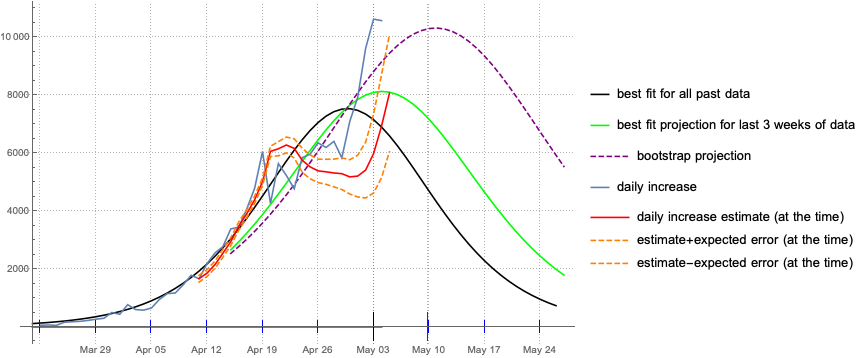 10 000
8000
6000
4000
2000
Mar 29 Apr 05 Apr 12 Apr 19 Apr 26 May 03 May 10 May 17 May 24
best fit for all past data
best fit projection for last 3 weeks of data
bootstrap projection
daily increase
daily increase estimate (at the time)
estimate+expected error (at the time)
estimate−expected error (at the time)